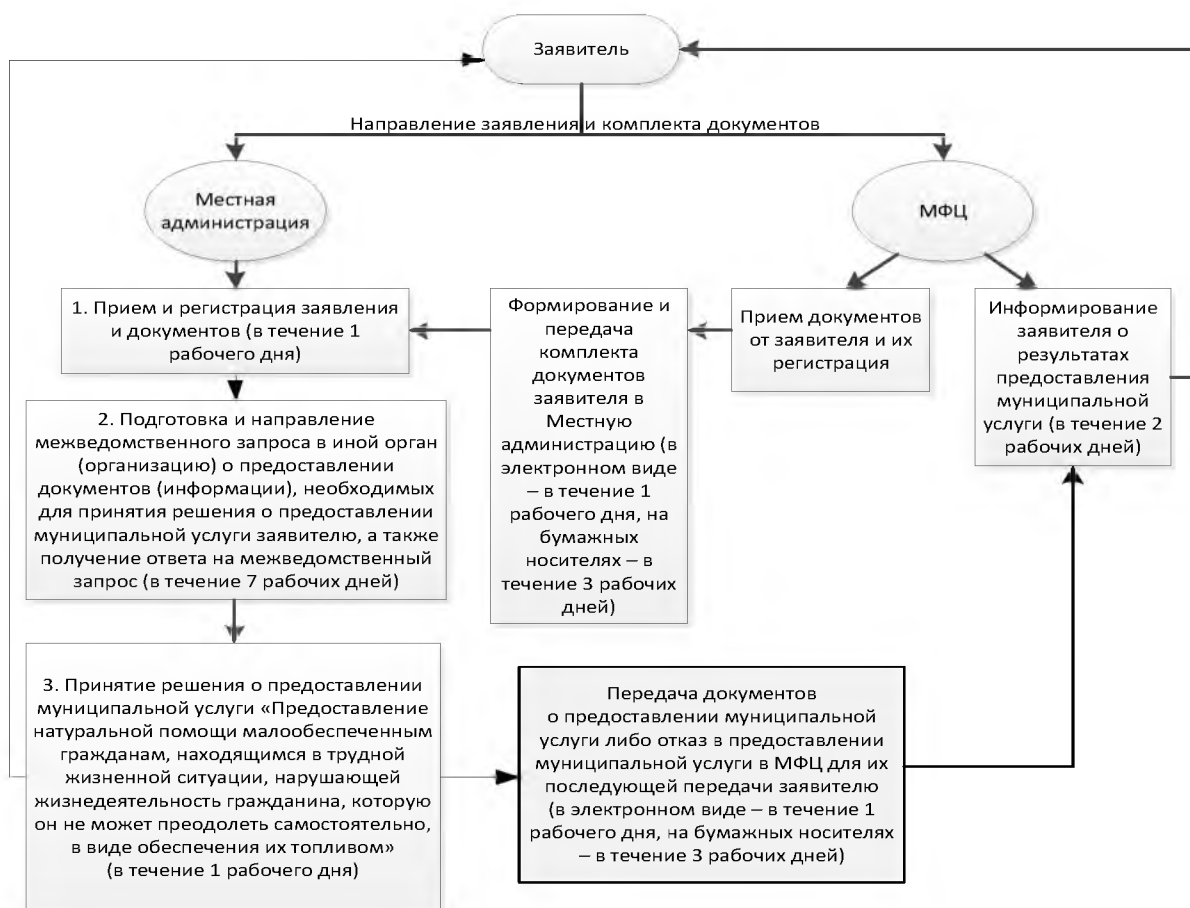 Заявитель
Направление заявления и комплекта документов
Местная
администрация
МФЦ
1. Прием и регистрация заявления
и документов (в течение 1
рабочего дня)
Формирование и
передача
комплекта
документов
заявителя в
Местную
администрацию (в
электронном виде
– в течение 1
рабочего дня, на
бумажных
носителях – в
течение 3 рабочих
дней)
Прием документов
от заявителя и их
регистрация
Информирование
заявителя о
результатах
предоставления
муниципальной
услуги (в течение 2
рабочих дней)
2. Подготовка и направление
межведомственного запроса в иной орган
(организацию) о предоставлении
документов (информации), необходимых
для принятия решения о предоставлении
муниципальной услуги заявителю, а также
получение ответа на межведомственный
запрос (в течение 7 рабочих дней)
3. Принятие решения о предоставлении
муниципальной услуги «Предоставление
натуральной помощи малообеспеченным
гражданам, находящимся в трудной
жизненной ситуации, нарушающей
жизнедеятельность гражданина, которую
он не может преодолеть самостоятельно,
в виде обеспечения их топливом»
(в течение 1 рабочего дня)
Передача документов
о предоставлении муниципальной
услуги либо отказ в предоставлении
муниципальной услуги в МФЦ для их
последующей передачи заявителю
(в электронном виде – в течение 1
рабочего дня, на бумажных носителях
– в течение 3 рабочих дней)